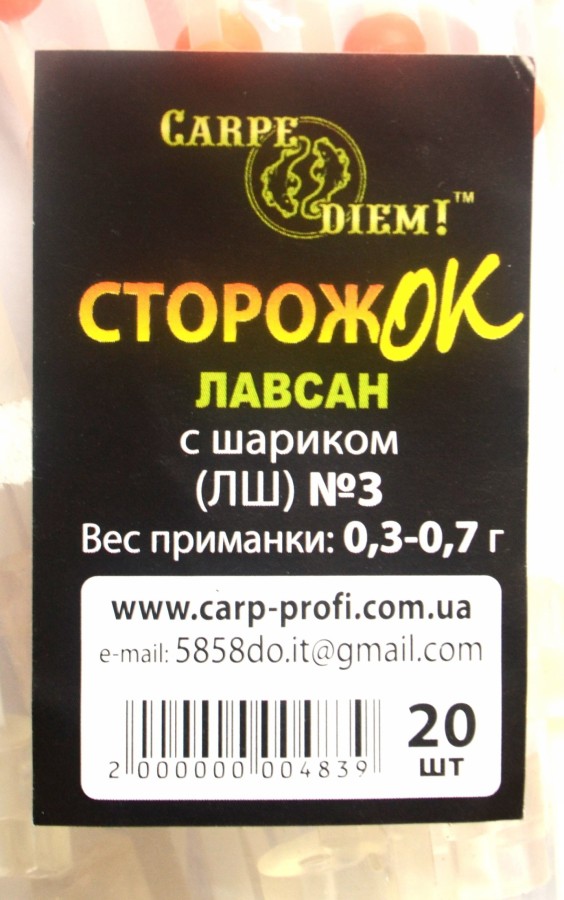 CARPE
DIEM!™
СТОРОЖОК
ЛАВСАН
с шариком
(ЛШ) №3
Вес приманки: 0,3-0,7 г
www.carp-profi.com.ua
e-mail: 5858do.it@gmail.com
20
шт
2 000000 004839